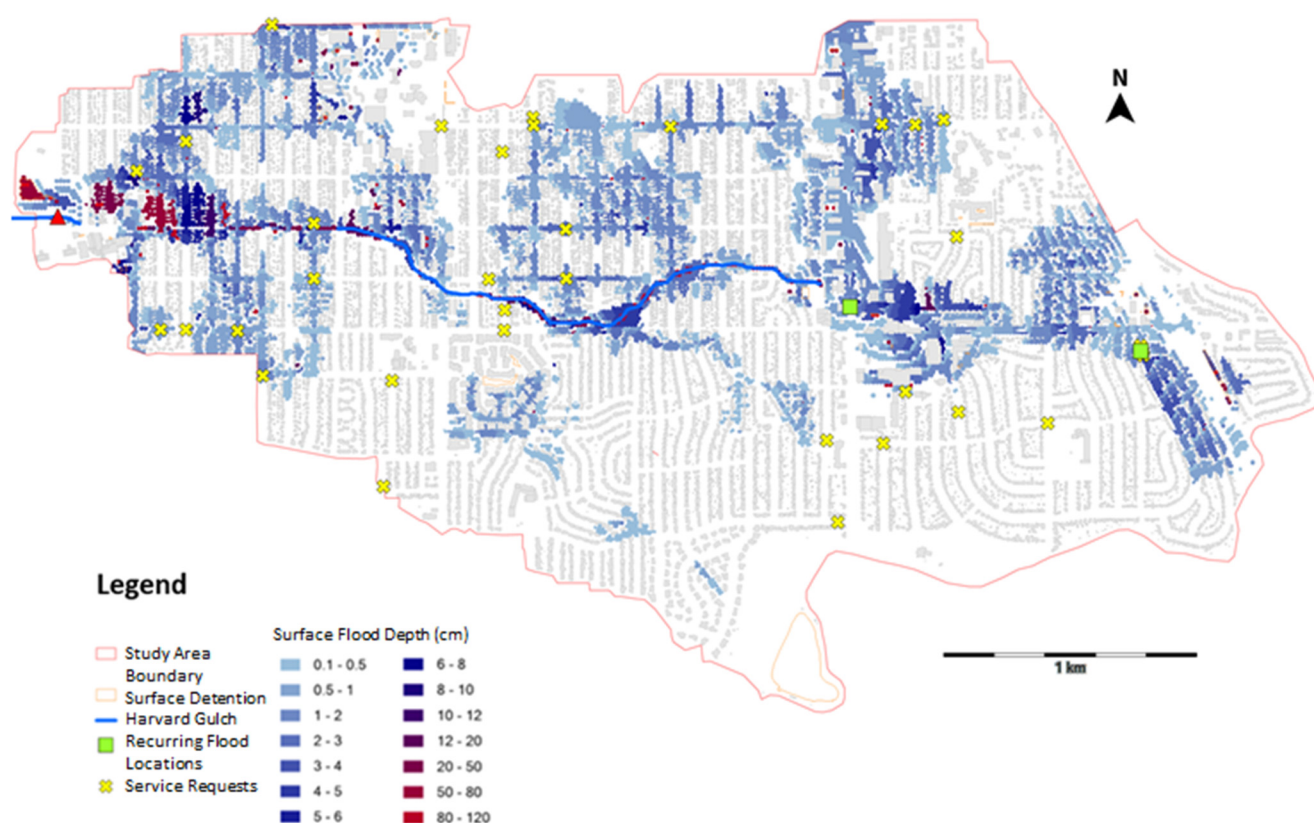 N
Legend
Study Area
Boundary
Surface Detention
Harvard Gulch
Recurring Flood
Locations
Service Requests
Surface Flood Depth (cm)
0.1 - 0.5
0.5 - 1
1 - 2
2 - 3
3 - 4
4 - 5
5 - 6
6 - 8
8 - 10
10 - 12
12 - 20
20 - 50
50 - 80
80 - 120
1 km